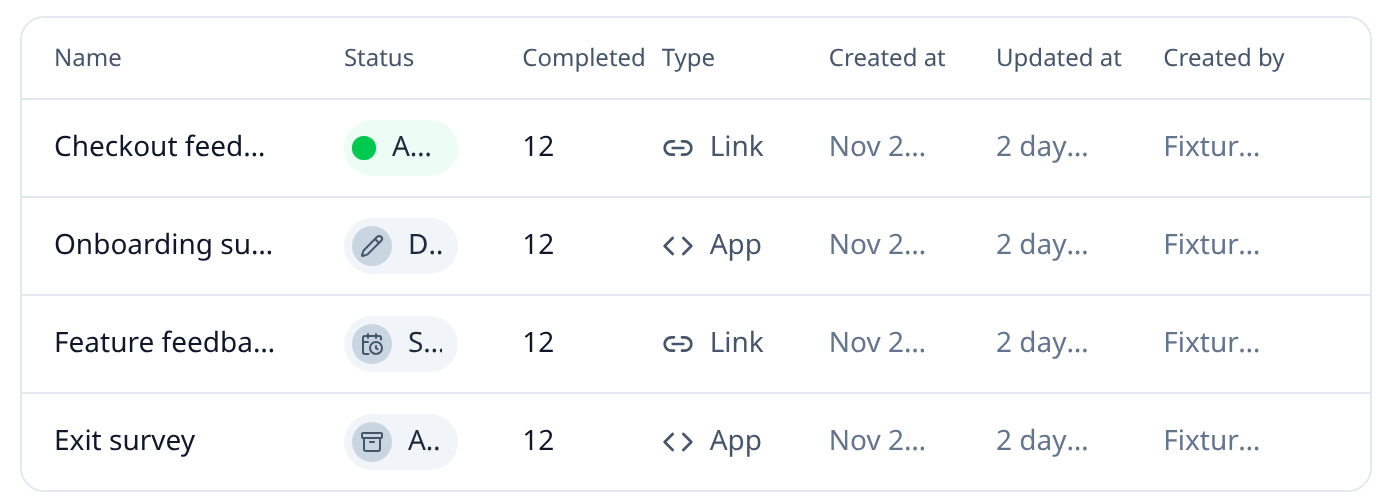 Name Status Completed Type Created at Updated at Created by
Checkout feed... A... 12 Link Nov 2... 2 day... Fixtur...
Onboarding su... D.. 12 App Nov 2... 2 day... Fixtur...
Feature feedba... S... 12 Link Nov 2... 2 day... Fixtur...
Exit survey A.. 12 App Nov 2... 2 day... Fixtur...